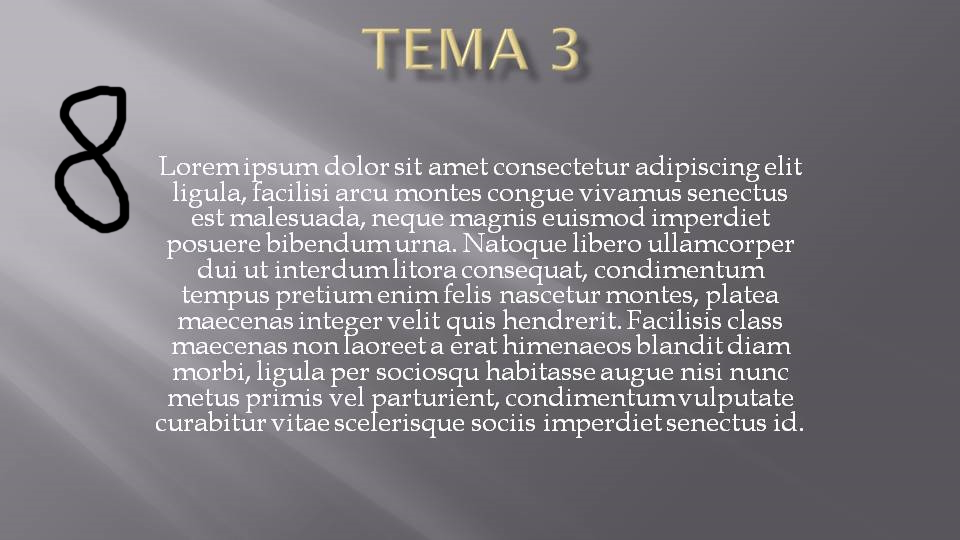 TEMA 3
8
Lorem ipsum dolor sit amet consectetur adipiscing elit
ligula, facilisi arcu montes congue vivamus senectus
est malesuada, neque magnis euismod imperdiet
posuere bibendum urna. Natoque libero ullamcorper
dui ut interdum litora consequat, condimentum
tempus pretium enim felis nascetur montes, platea
maecenas integer velit quis hendrerit. Facilisis class
maecenas non laoreet a erat himenaeos blandit diam
morbi, ligula per sociosqu habitasse augue nisi nunc
metus primis vel parturient, condimentum vulputate
curabitur vitae scelerisque sociis imperdiet senectus id.